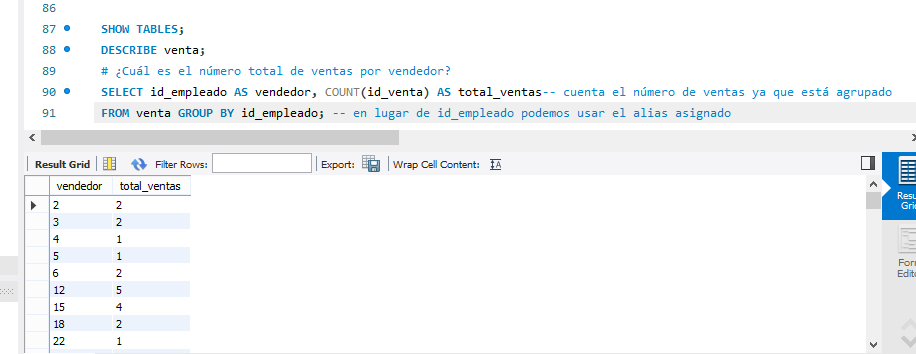 86
87 SHOW TABLES;
88 DESCRIBE venta;
89 # ¿Cuál es el número total de ventas por vendedor?
90 SELECT id_empleado AS vendedor, COUNT(id_venta) AS total_ventas-- cuenta el número de ventas ya que está agrupado
91 FROM venta GROUP BY id_empleado; -- en lugar de id_empleado podemos usar el alias asignado
Result Grid Filter Rows: Export: Wrap Cell Content:
vendedor total_ventas
2 2
3 2
4 1
5 1
6 2
12 5
15 4
18 2
22 1